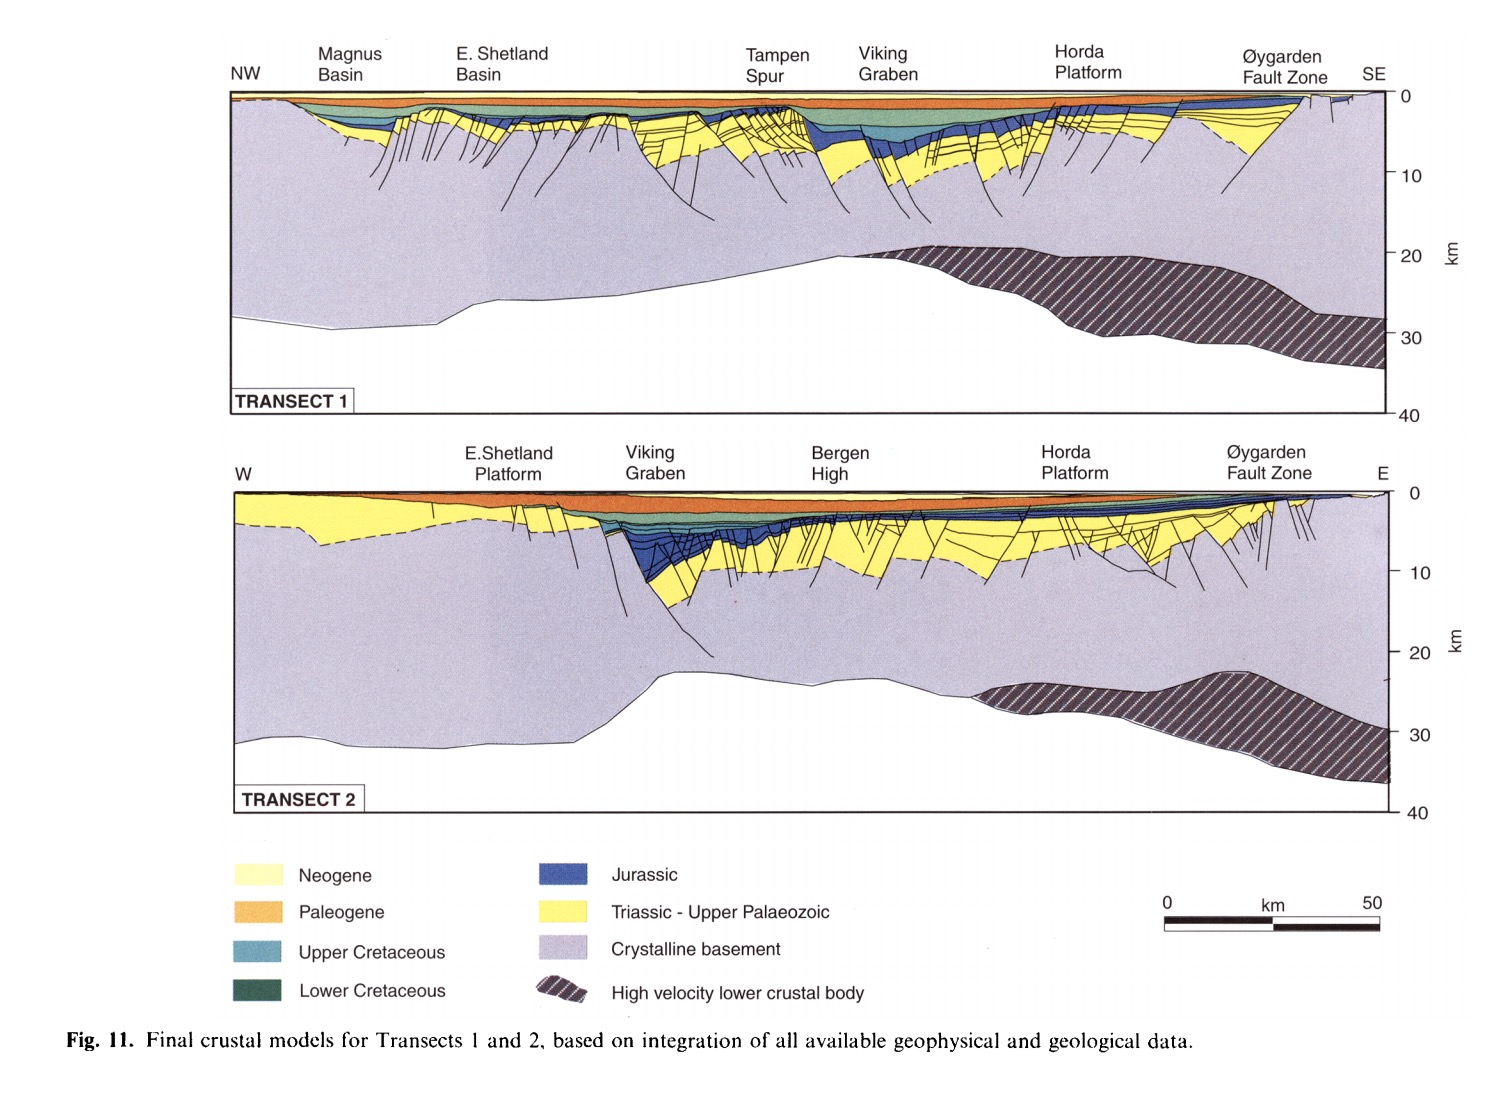 Magnus
Basin
E. Shetland
Basin
Tampen
Spur
Viking
Graben
Horda
Platform
Øygarden
Fault Zone
NW
SE
0
10
20
30
40
km
TRANSECT 1
E.Shetland
Platform
Viking
Graben
Bergen
High
Horda
Platform
Øygarden
Fault Zone
W
E
0
10
20
30
40
km
TRANSECT 2
Neogene
Paleogene
Upper Cretaceous
Lower Cretaceous
Jurassic
Triassic - Upper Palaeozoic
Crystalline basement
High velocity lower crustal body
0 km 50
Fig. 11. Final crustal models for Transects 1 and 2, based on integration of all available geophysical and geological data.